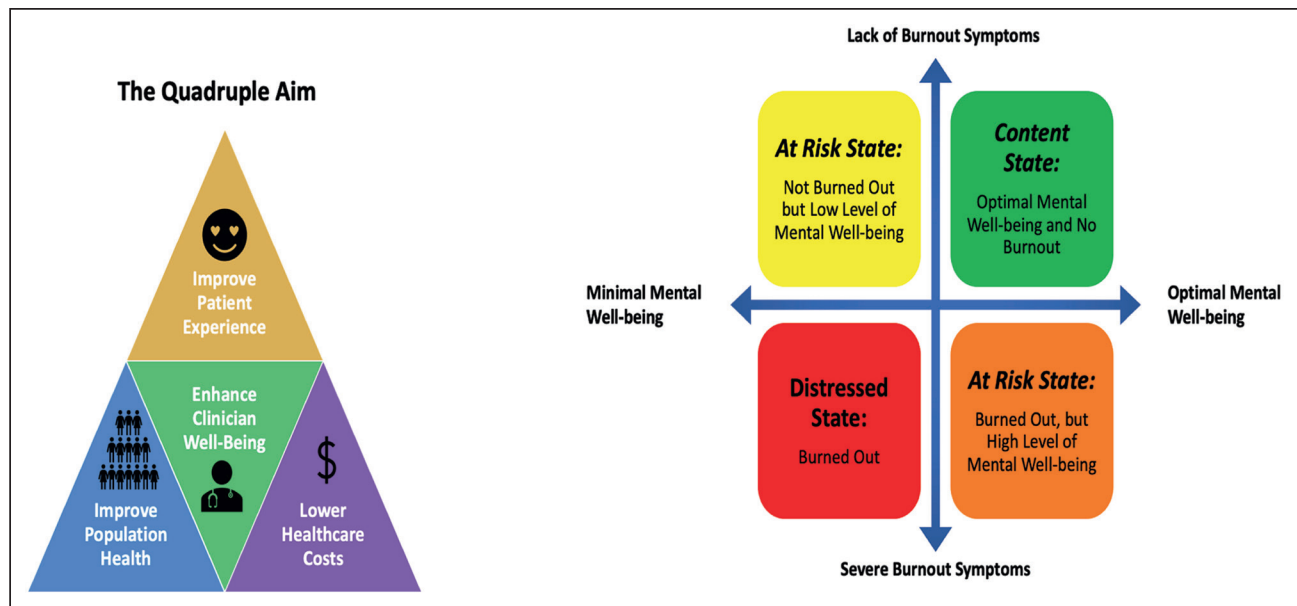 The Quadruple Aim
Improve
Patient
Experience
Enhance
Clinician
Well-Being
Improve
Population
Health
$
Lower
Healthcare
Costs
Lack of Burnout Symptoms
At Risk State:
Not Burned Out
but Low Level of
Mental Well-being
Content
State:
Optimal Mental
Well-being and No
Burnout
Minimal Mental
Well-being
Optimal Mental
Well-being
Distressed
State:
Burned Out
At Risk State:
Burned Out, but
High Level of
Mental Well-being
Severe Burnout Symptoms